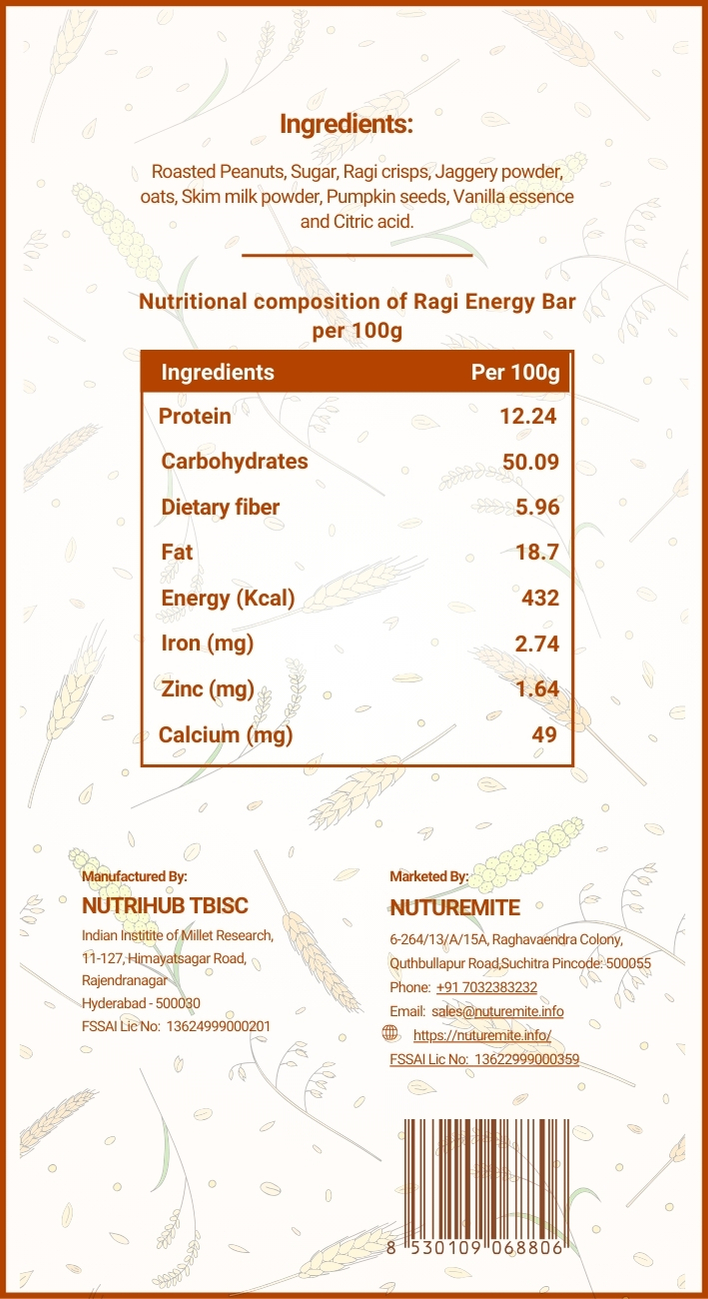 Ingredients:
Roasted Peanuts, Sugar, Ragi crisps, Jaggery powder,
oats, Skim milk powder, Pumpkin seeds, Vanilla essence
and Citric acid.
Nutritional composition of Ragi Energy Bar
per 100g
Ingredients Per 100g
Protein 12.24
Carbohydrates 50.09
Dietary fiber 5.96
Fat 18.7
Energy (Kcal) 432
Iron (mg) 2.74
Zinc (mg) 1.64
Calcium (mg) 49
Manufactured By:
NUTRIHUB TBISC
Indian Institite of Millet Research,
11-127, Himayatsagar Road,
Rajendranagar
Hyderabad - 500030
FSSAI Lic No: 13624999000201
Marketed By:
NUTUREMITE
6-264/13/A/15A, Raghavaendra Colony,
Quthbullapur Road,Suchitra Pincode: 500055
Phone: +91 7032383232
Email: sales@nuturemite.info
https://nuturemite.info/
FSSAI Lic No: 13622999000359
8 530109 068806